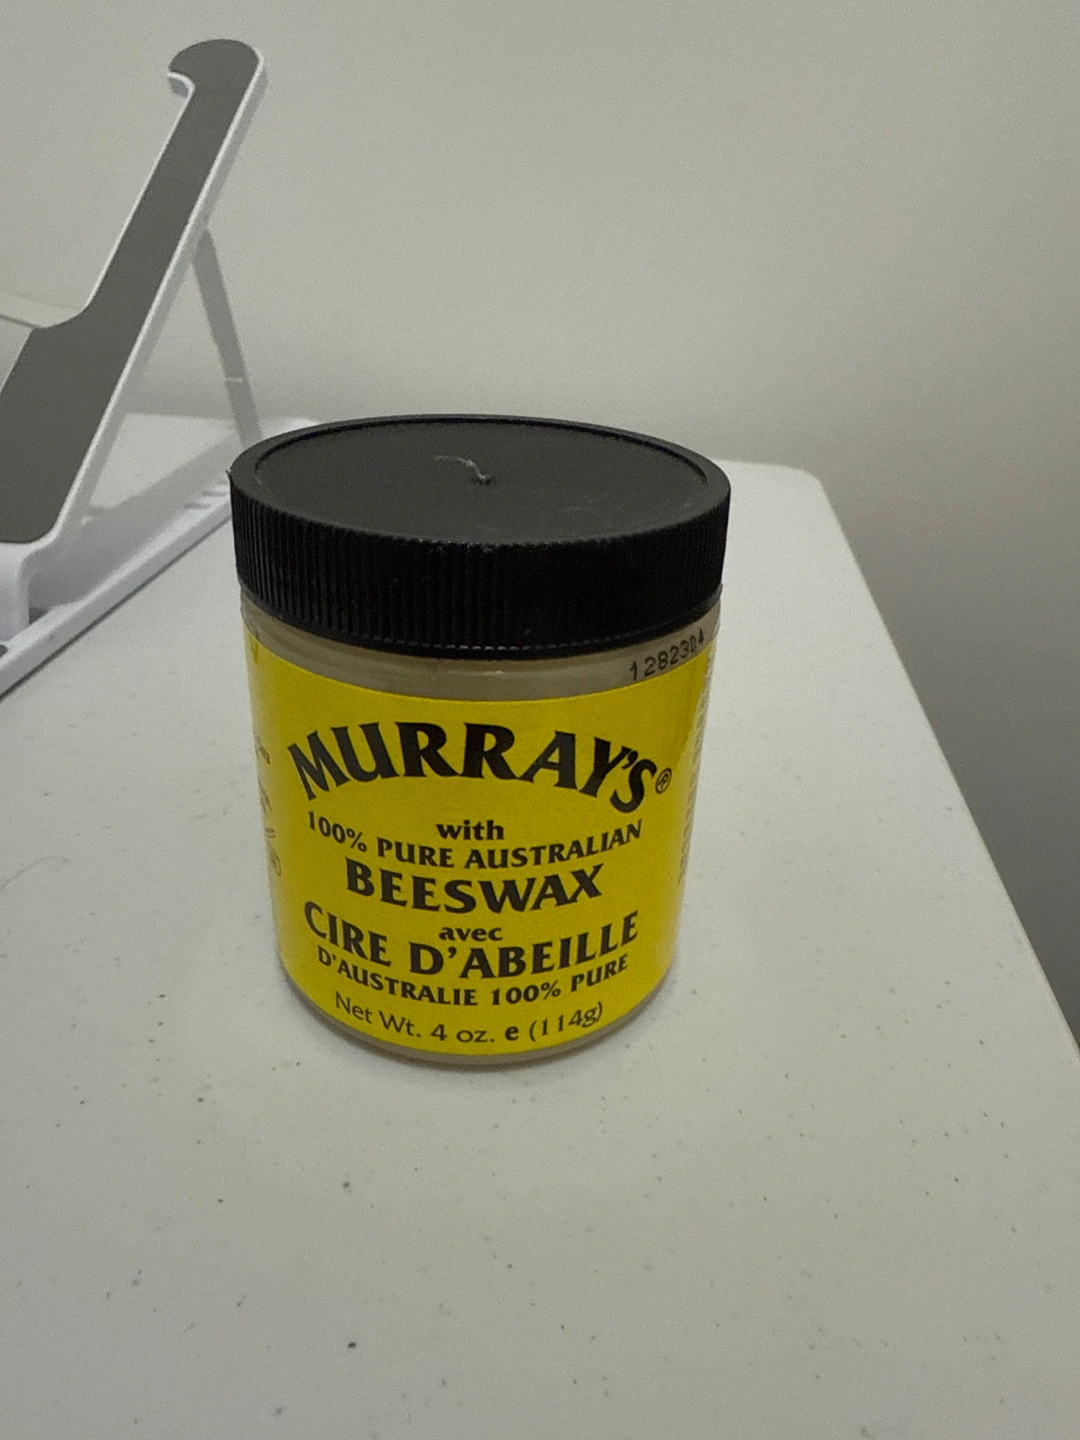 1282304
MURRAY'S®
with
100% PURE AUSTRALIAN
BEESWAX
avec
CIRE D'ABEILLE
D'AUSTRALIE 100% PURE
Net Wt. 4 oz. e (114g)